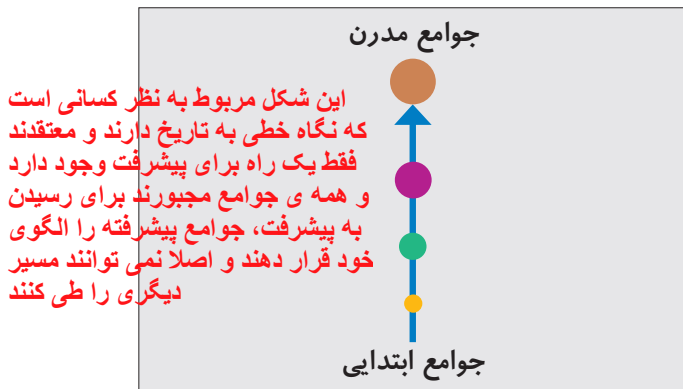 جوامع مدرن
این شکل مربوط به نظر کسانی است
که نگاه خطی به تاریخ دارند و معتقدند
فقط یک راه برای پیشرفت وجود دارد
و همه ی جوامع مجبورند برای رسیدن
به پیشرفت، جوامع پیشرفته را الگوی
خود قرار دهند و اصلا نمی توانند مسیر
دیگری را طی کنند
جوامع ابتدایی